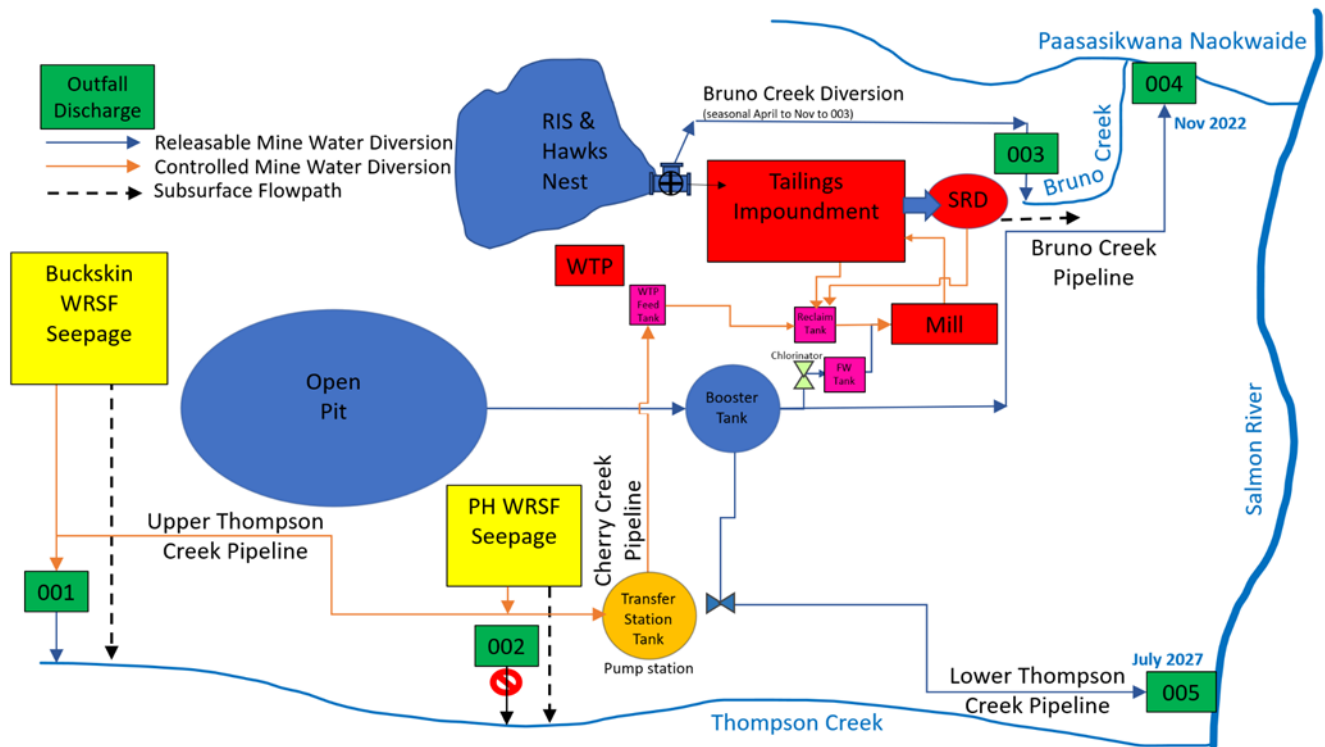 Paasasikwana Naokwaide
Outfall
Discharge
Releasable Mine Water Diversion
Controlled Mine Water Diversion
Subsurface Flowpath
RIS &
Hawks
Nest
Bruno Creek Diversion
(seasonal April to Nov to 003)
003
004
Nov 2022
Bruno Creek
Tailings
Impoundment
SRD
Bruno Creek
Pipeline
Buckskin
WRSF
Seepage
WTP
WTP
Feed
Tank
Reclaim
Tank
Mill
Chlorinator
FW
Tank
Open
Pit
Booster
Tank
Salmon River
Upper Thompson
Creek Pipeline
PH WRSF
Seepage
Cherry Creek
Pipeline
001
002
Transfer
Station
Tank
Pump station
Lower Thompson
Creek Pipeline
July 2027
005
Thompson Creek